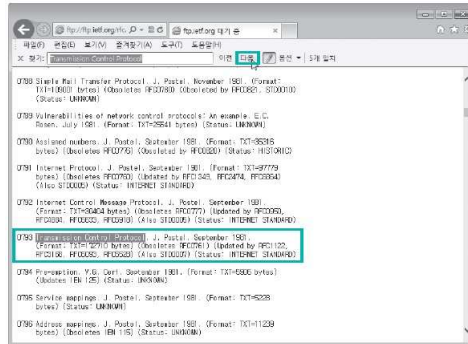 ftp://ftp.ietf.org/rfc
ftp.ietf.org 대기 중
파일(F) 편집(E) 보기(V) 즐겨찾기(A) 도구(T) 도움말(H)
찾기: Transmission Control Protocol 이전 다음 옵션 5개 일치
0788 Simple Mail Transfer Protocol. J. Postel. November 1981. (Format:
TXT=108001 bytes) (Obsoletes RFC0780) (Obsoleted by RFC0821, STD0010)
(Status: UNKNOWN)
0789 Vulnerabilities of network control protocols: An example. E.C.
Rosen. July 1981. (Format: TXT=25541 bytes) (Status: UNKNOWN)
0790 Assigned numbers. J. Postel. September 1981. (Format: TXT=35316
bytes) (Obsoletes RFC0776) (Obsoleted by RFC0820) (Status: HISTORIC)
0791 Internet Protocol. J. Postel. September 1981. (Format: TXT=97779
bytes) (Obsoletes RFC0760) (Updated by RFC1349, RFC2474, RFC6864)
(Also STD0005) (Status: INTERNET STANDARD)
0792 Internet Control Message Protocol. J. Postel. September 1981.
(Format: TXT=30404 bytes) (Obsoletes RFC0777) (Updated by RFC0950,
RFC4884, RFC6633, RFC6918) (Also STD0005) (Status: INTERNET STANDARD)
0793 Transmission Control Protocol. J. Postel. September 1981.
(Format: TXT=172710 bytes) (Obsoletes RFC0761) (Updated by RFC1122,
RFC3168, RFC6093, RFC6528) (Also STD0007) (Status: INTERNET STANDARD)
0794 Pre-emption. V.G. Cerf. September 1981. (Format: TXT=5906 bytes)
(Updates IEN 125) (Status: UNKNOWN)
0795 Service mappings. J. Postel. September 1981. (Format: TXT=5228
bytes) (Status: UNKNOWN)
0796 Address mappings. J. Postel. September 1981. (Format: TXT=11239
bytes) (Obsoletes IEN 115) (Status: UNKNOWN)